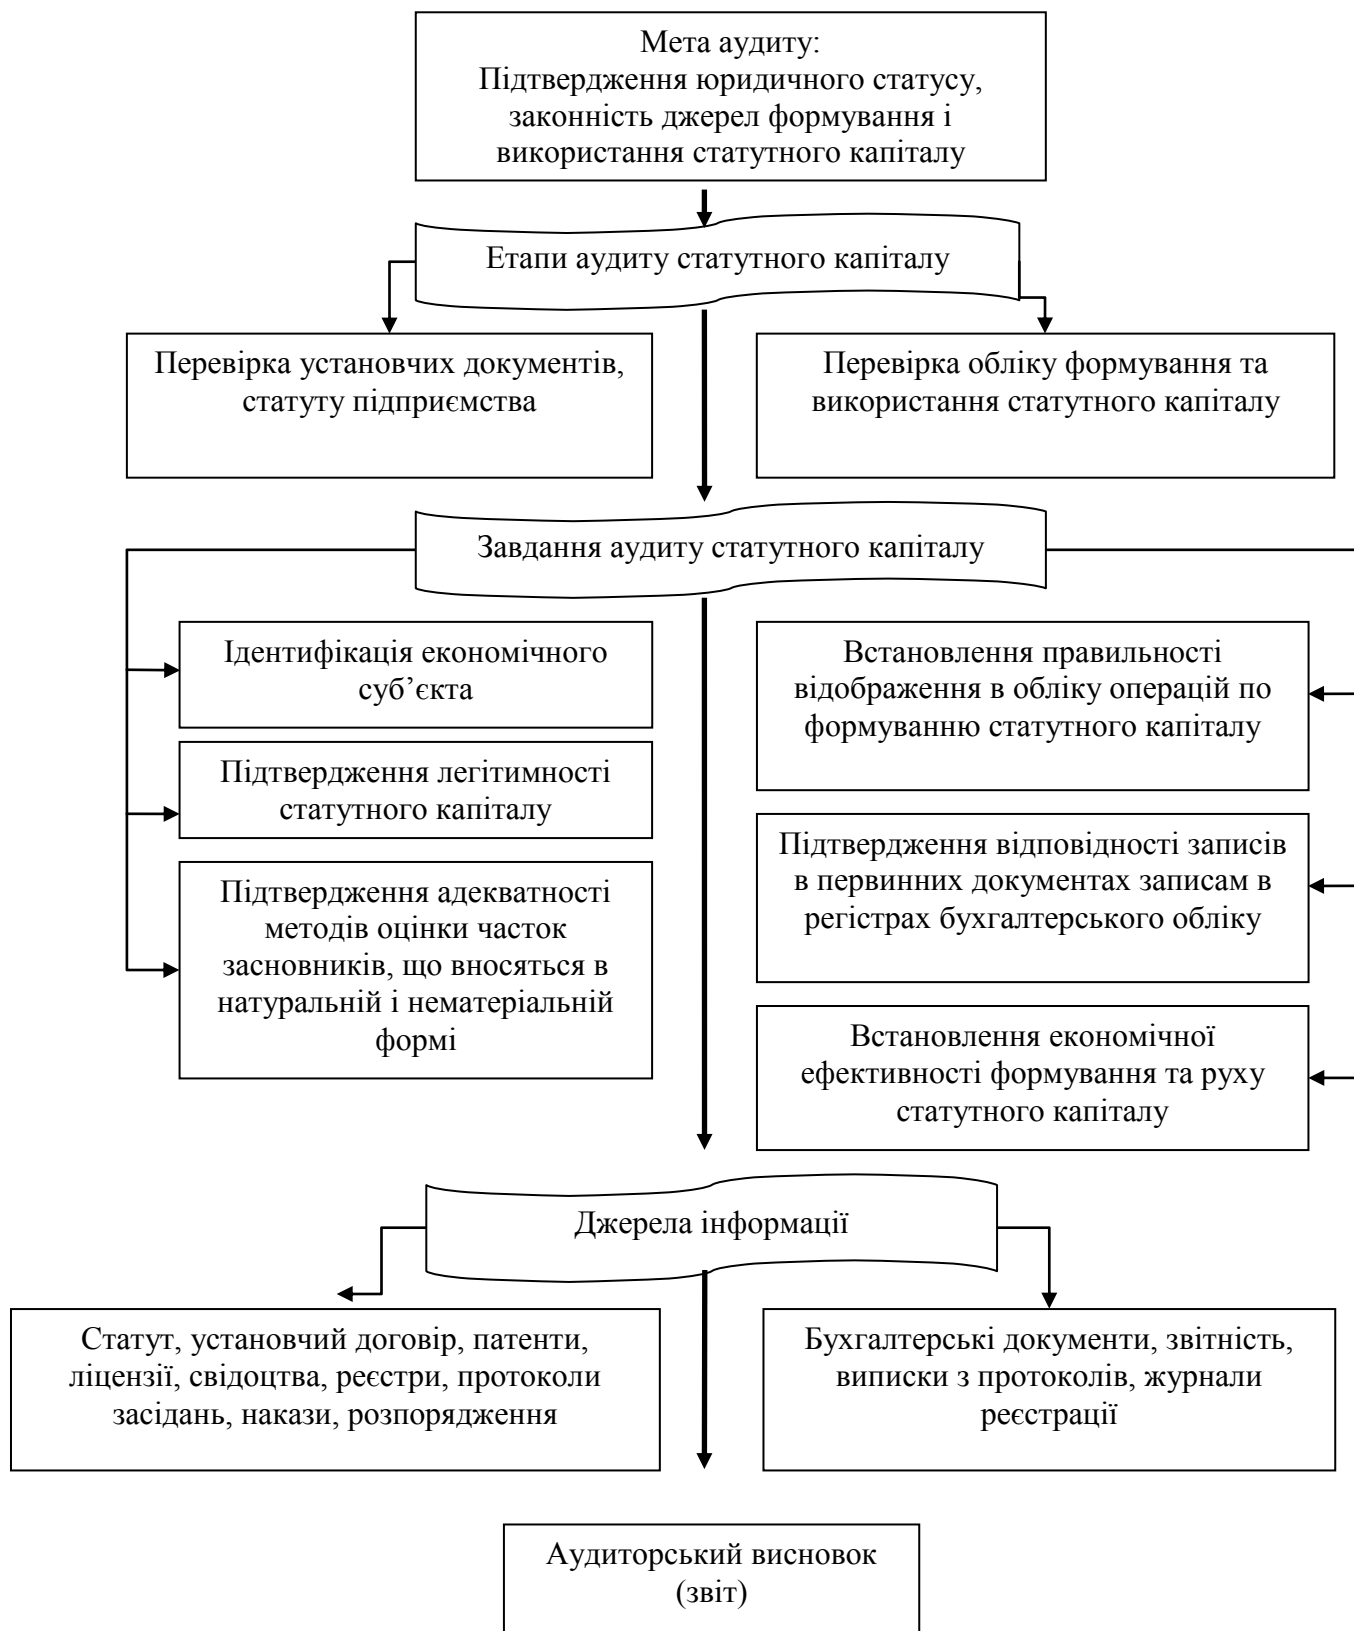 Мета аудиту:
Підтвердження юридичного статусу,
законність джерел формування і
використання статутного капіталу
Етапи аудиту статутного капіталу
Перевірка установчих документів,
статуту підприємства
Перевірка обліку формування та
використання статутного капіталу
Завдання аудиту статутного капіталу
Ідентифікація економічного
суб’єкта
Підтвердження легітимності
статутного капіталу
Підтвердження адекватності
методів оцінки часток
засновників, що вносяться в
натуральній і нематеріальній
формі
Встановлення правильності
відображення в обліку операцій по
формуванню статутного капіталу
Підтвердження відповідності записів
в первинних документах записам в
регістрах бухгалтерського обліку
Встановлення економічної
ефективності формування та руху
статутного капіталу
Джерела інформації
Статут, установчий договір, патенти,
ліцензії, свідоцтва, реєстри, протоколи
засідань, накази, розпорядження
Бухгалтерські документи, звітність,
виписки з протоколів, журнали
реєстрації
Аудиторський висновок
(звіт)